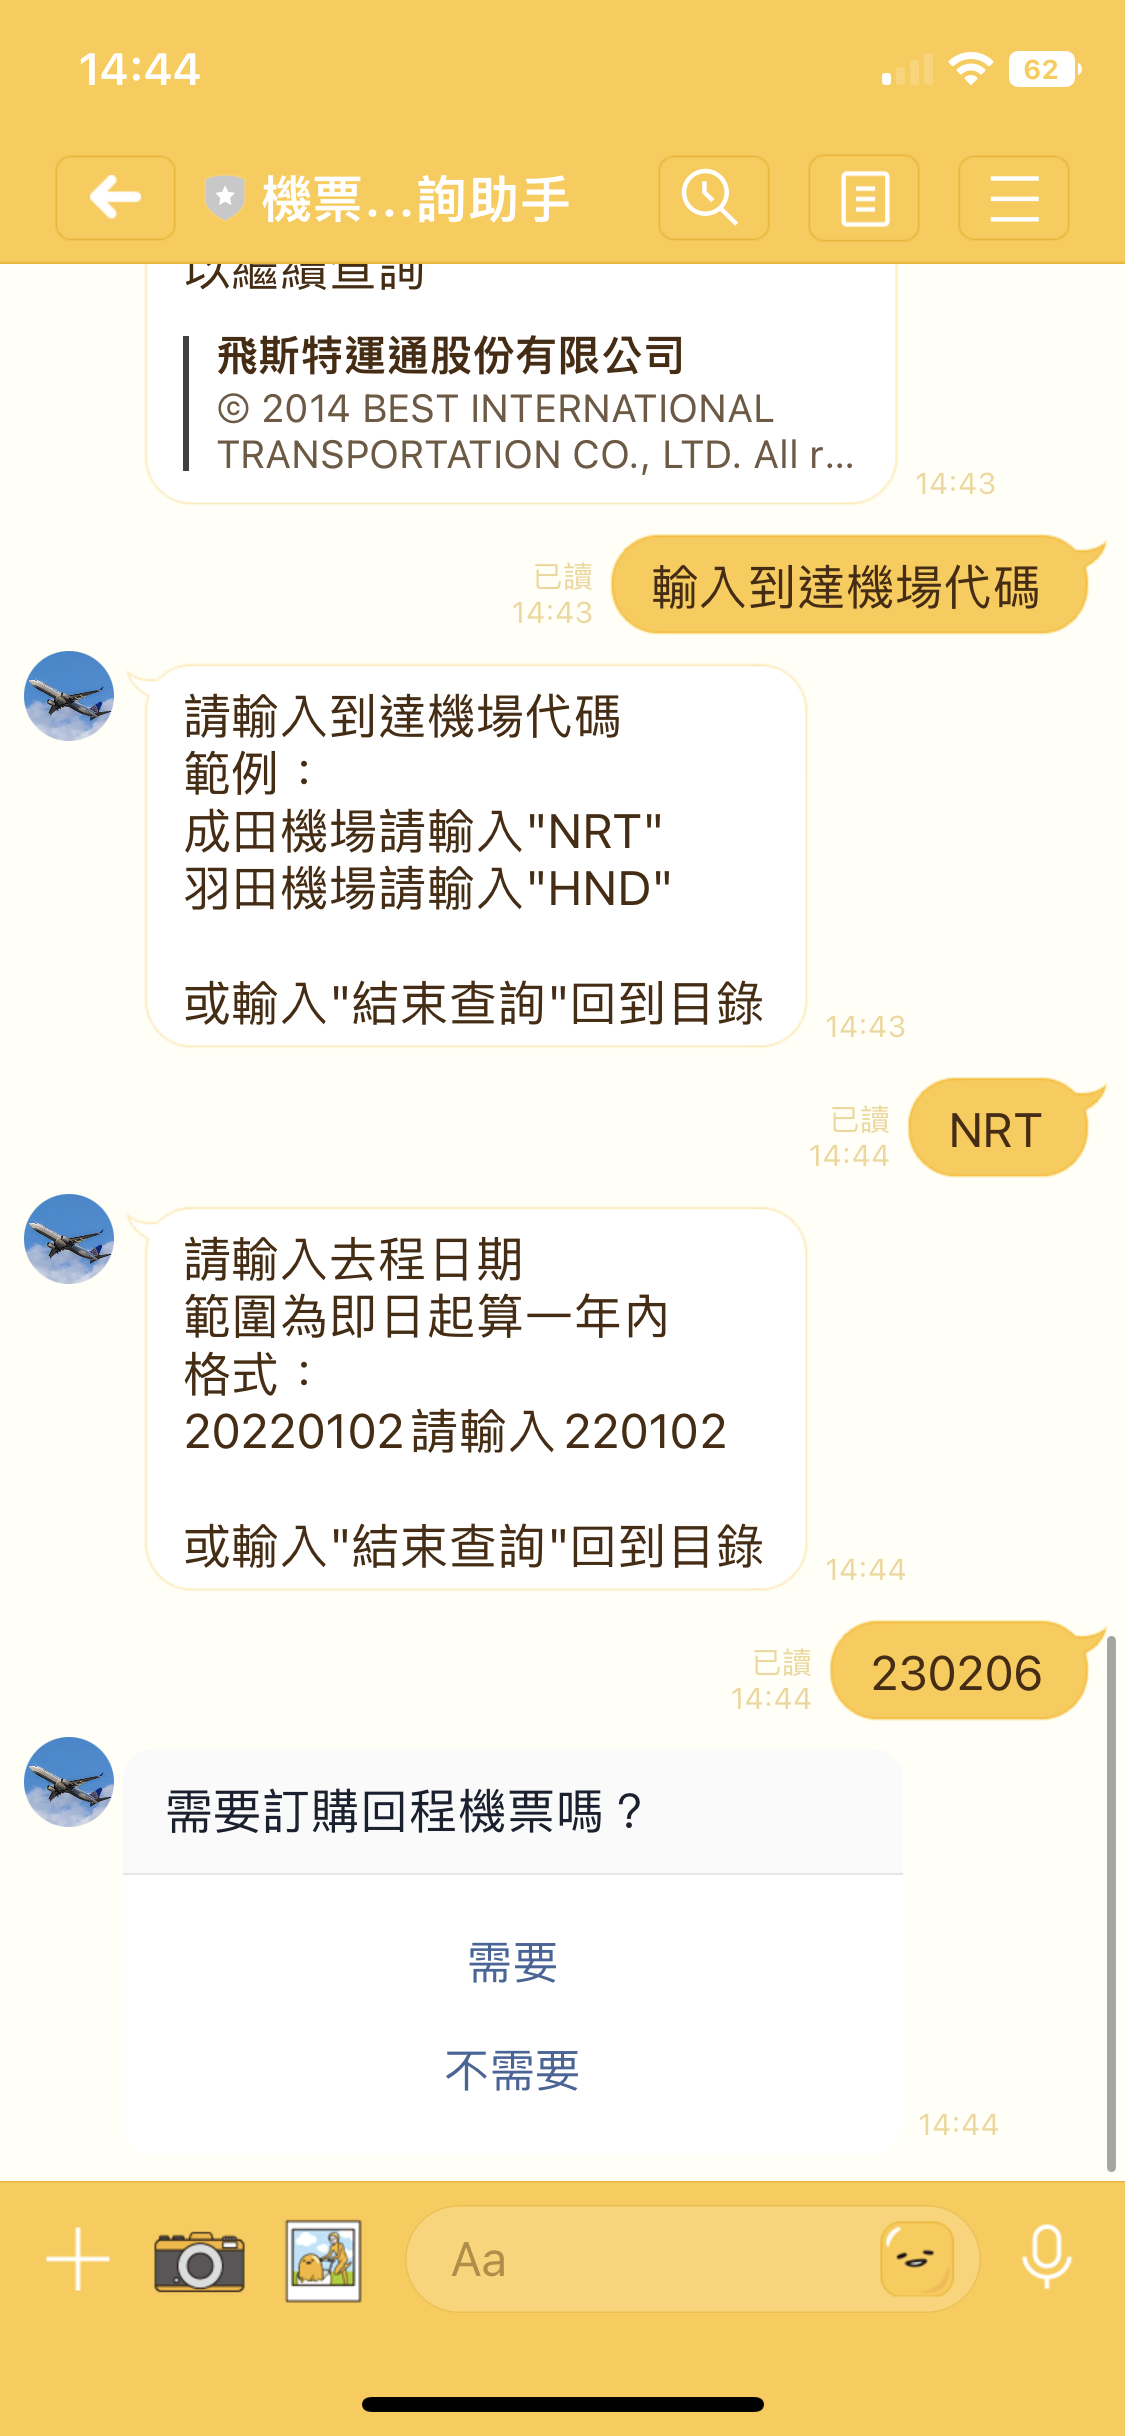 14:44
62
機票...詢助手
以繼續查詢
飛斯特運通股份有限公司
© 2014 BEST INTERNATIONAL
TRANSPORTATION CO., LTD. All r...
14:43
已讀
14:43
輸入到達機場代碼
請輸入到達機場代碼
範例：
成田機場請輸入"NRT"
羽田機場請輸入"HND"
或輸入"結束查詢"回到目錄
14:43
已讀
14:44
NRT
請輸入去程日期
範圍為即日起算一年內
格式：
20220102請輸入220102
或輸入"結束查詢"回到目錄
14:44
已讀
14:44
230206
需要訂購回程機票嗎？
需要
不需要
14:44
Aa